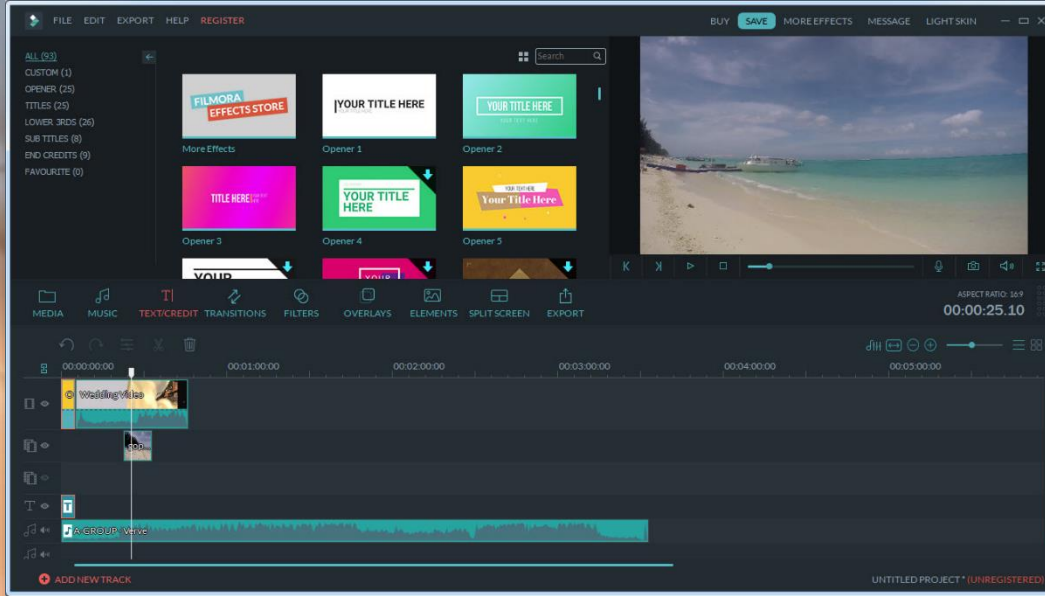 FILE EDIT EXPORT HELP REGISTER
BUY SAVE MORE EFFECTS MESSAGE LIGHT SKIN
ALL (93)
CUSTOM (1)
OPENER (25)
TITLES (25)
LOWER 3RDS (26)
SUB TITLES (8)
END CREDITS (9)
FAVOURITE (0)
Search
FILMORA
EFFECTS STORE
More Effects
YOUR TITLE HERE
Opener 1
YOUR TITLE HERE
Opener 2
TITLE HERE
Opener 3
YOUR TITLE
HERE
Opener 4
YOUR TEXT HERE
Your Title Here
Opener 5
YOUR
YOUR
MEDIA MUSIC TEXT/CREDIT TRANSITIONS FILTERS OVERLAYS ELEMENTS SPLIT SCREEN EXPORT
ASPECT RATIO: 16:9
00:00:25.10
00:00:00:00 00:01:00:00 00:02:00:00 00:03:00:00 00:04:00:00 00:05:00:00
Wedding Video
goo...
T
T
A-GROUP - Verve
ADD NEW TRACK
UNTITLED PROJECT * (UNREGISTERED)